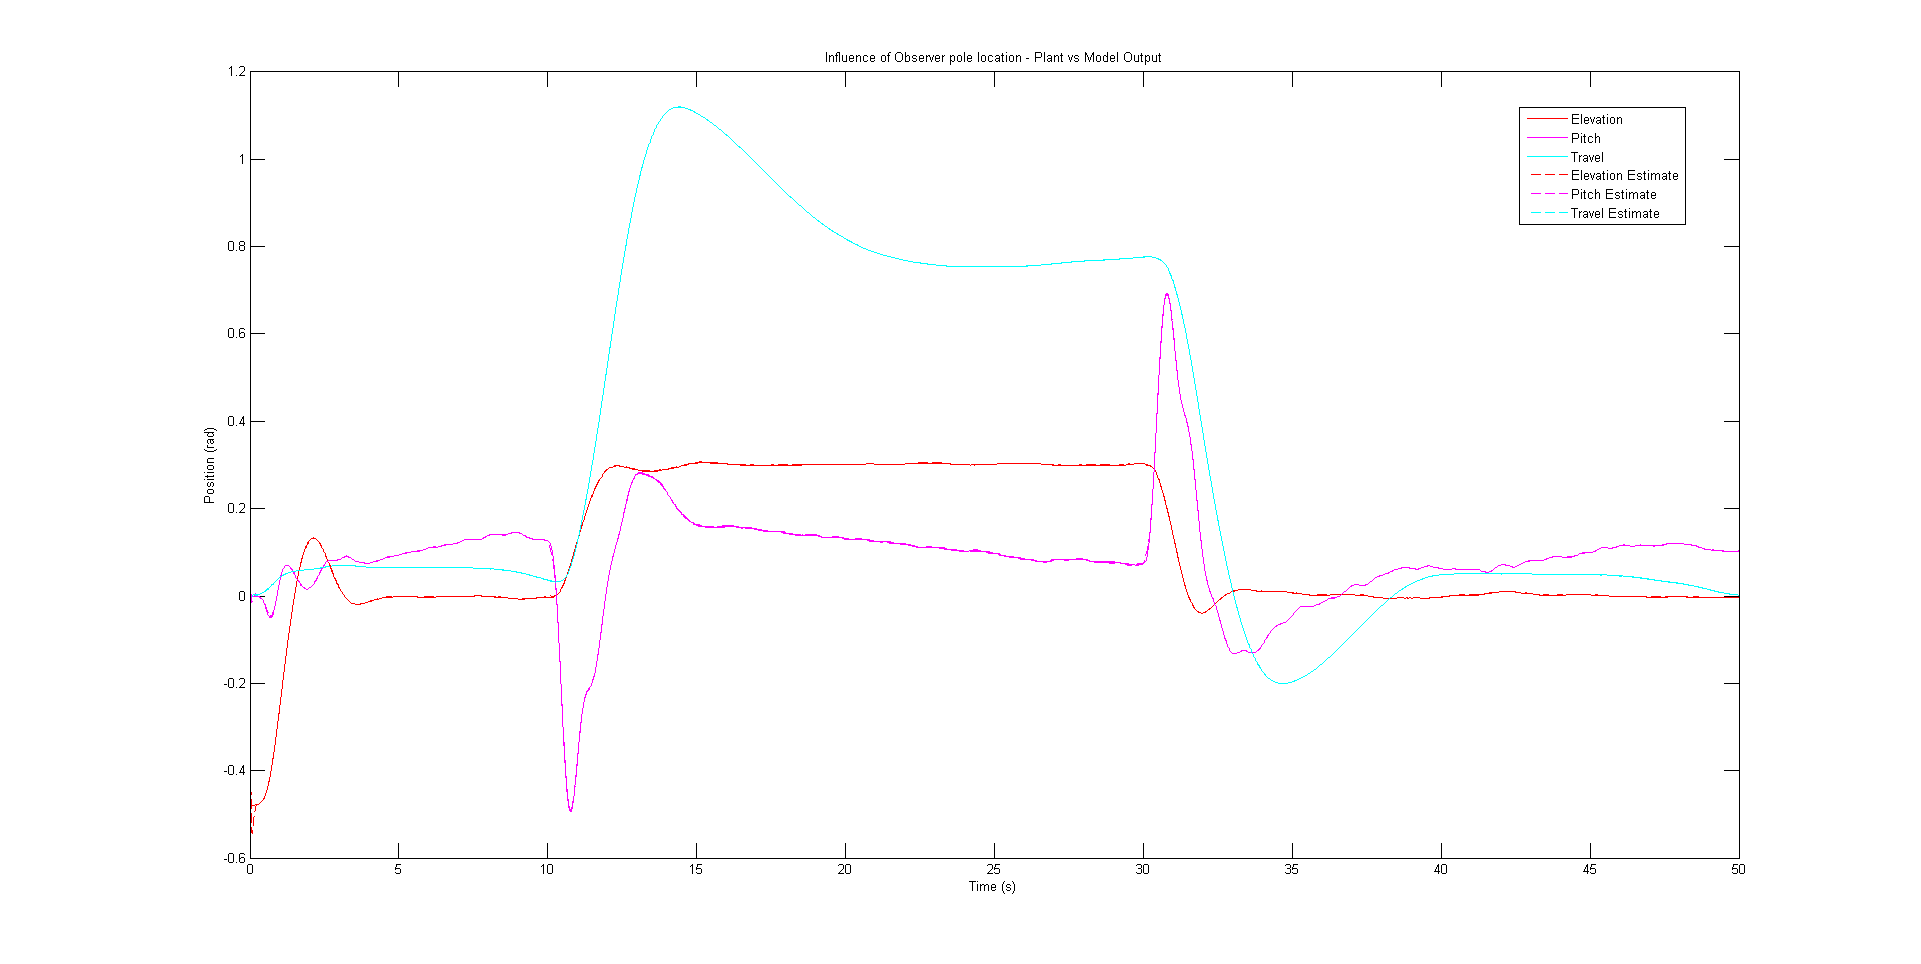 Influence of Observer pole location - Plant vs Model Output
1.2
1
0.8
0.6
0.4
0.2
0
-0.2
-0.4
-0.6
Position (rad)
Elevation
Pitch
Travel
Elevation Estimate
Pitch Estimate
Travel Estimate
0 5 10 15 20 25 30 35 40 45 50
Time (s)